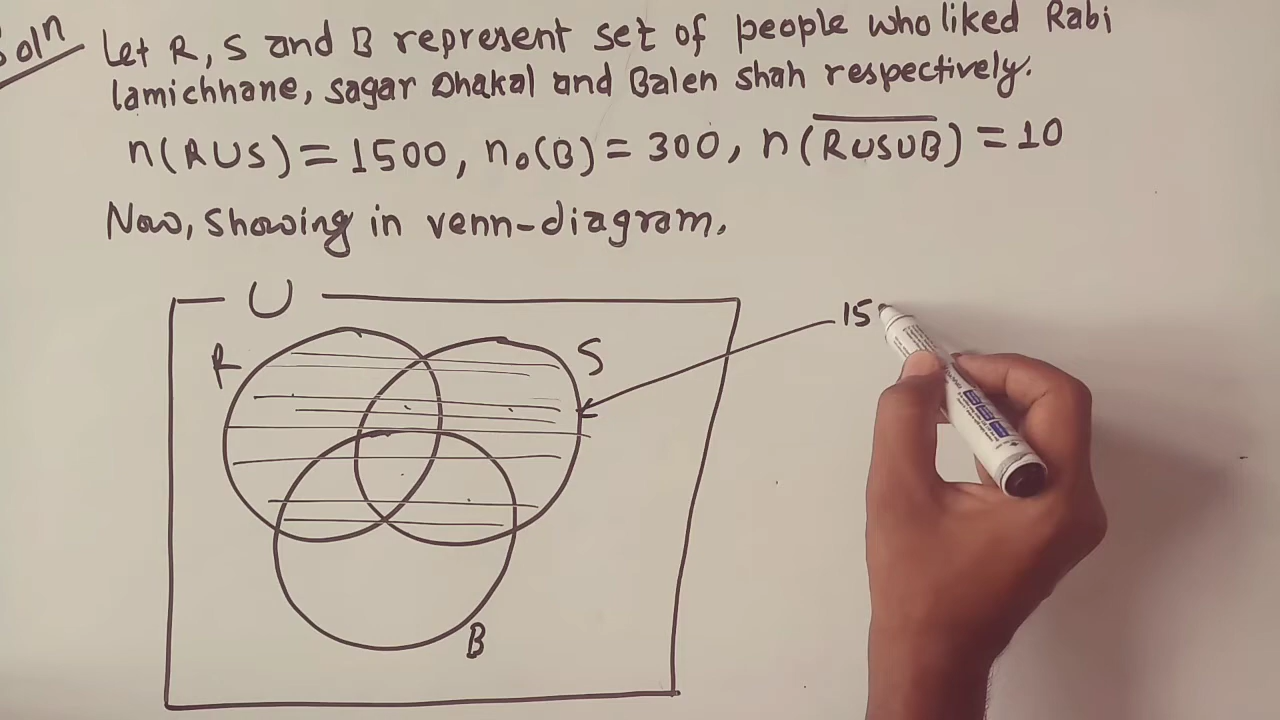 Soln Let R, S and B represent set of people who liked Rabi
lamichhane, sagar Dhakal and Balen shah respectively.
n(RUS) = 1500, n₀(B) = 300, n(R̅U̅S̅U̅B̅) = 10
Now, Showing in venn-diagram.
U
R
S
15
B